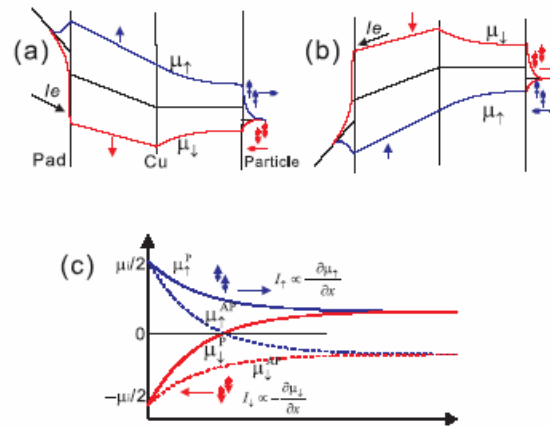 (a)
μ↑
Ie
μ↓
Pad
Cu
Particle
(b)
Ie
μ↓
μ↑
(c)
μi/2
μ↑ᴾ
I↑ ∝ -∂μ↑/∂x
μ↑ᴬᴾ
0
μ↓ᴾ
μ↓ᴬᴾ
-μi/2
I↓ ∝ -∂μ↓/∂x